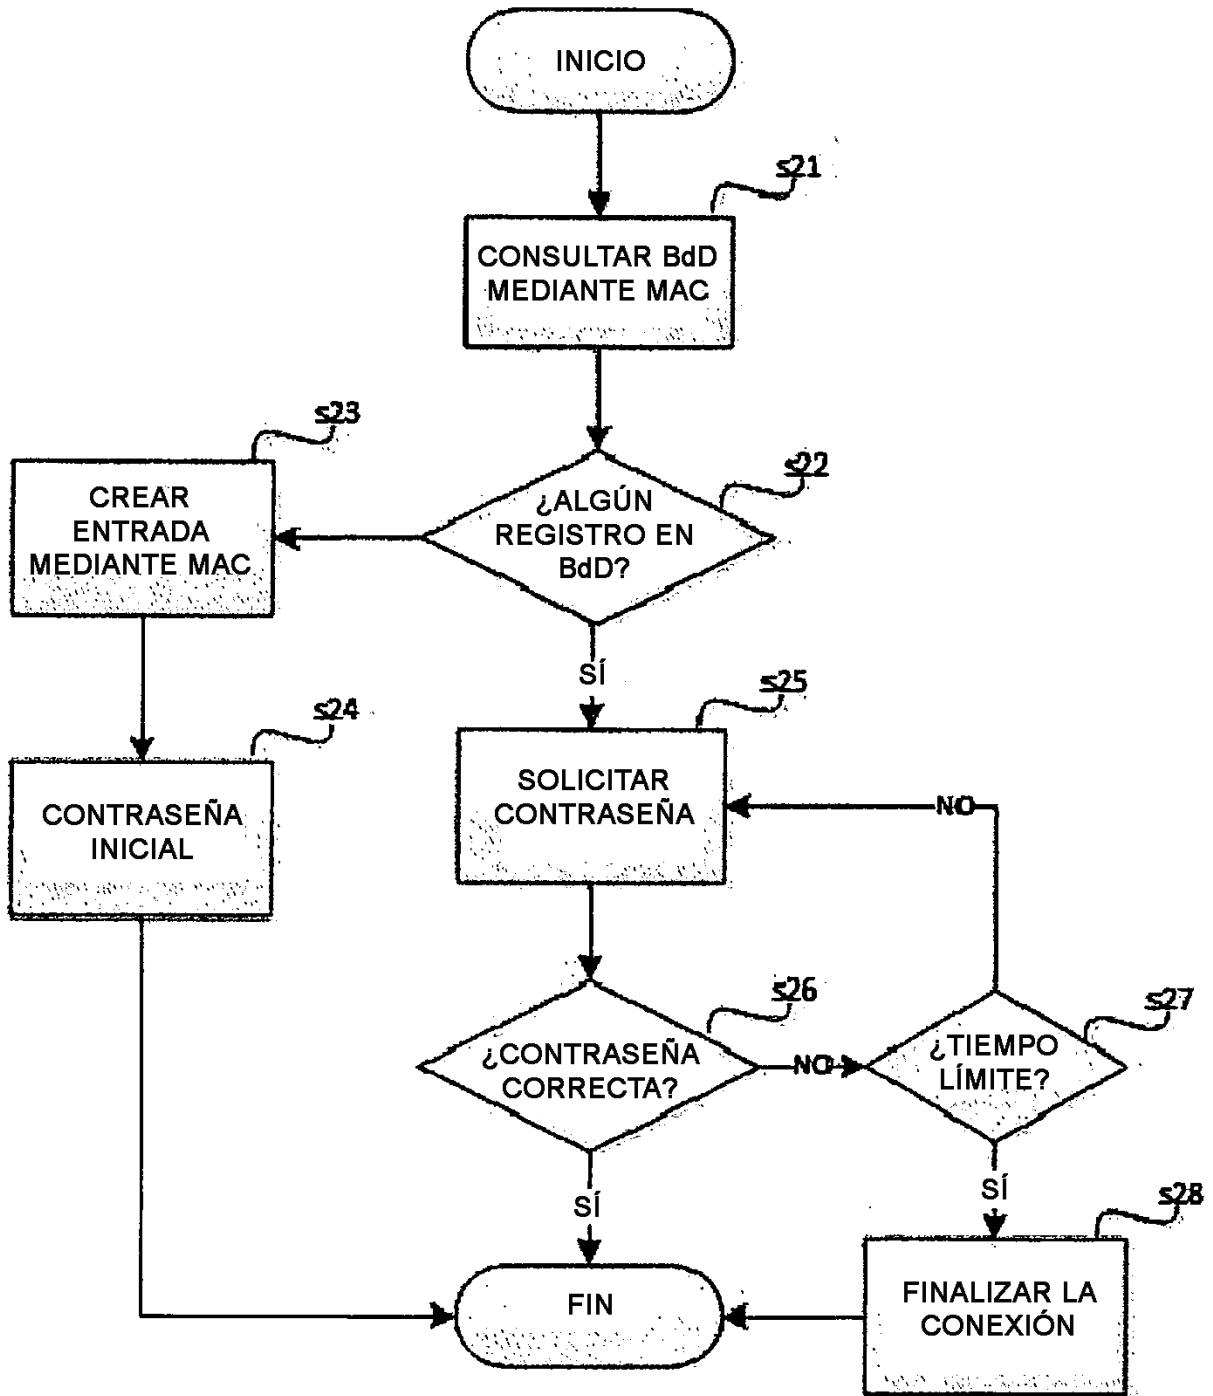 INICIO
s21
CONSULTAR BdD
MEDIANTE MAC
s23
CREAR
ENTRADA
MEDIANTE MAC
s22
¿ALGÚN
REGISTRO EN
BdD?
SÍ
s24
CONTRASEÑA
INICIAL
s25
SOLICITAR
CONTRASEÑA
NO
s26
¿CONTRASEÑA
CORRECTA?
NO
s27
¿TIEMPO
LÍMITE?
SÍ
SÍ
s28
FIN
FINALIZAR LA
CONEXIÓN